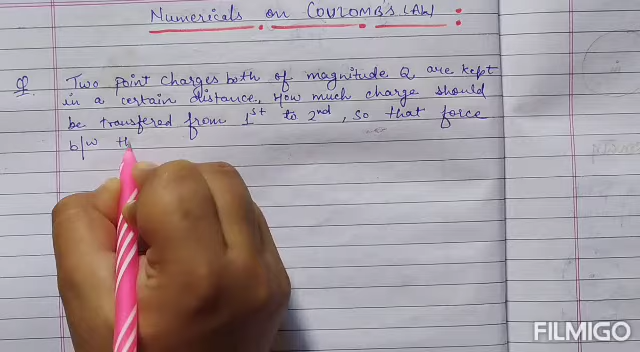 Numericals on COULOMB'S LAW :
Q. Two point charges both of magnitude Q are kept
in a certain distance. How much charge should
be transfered from 1st to 2nd, so that force
b/w th
FILMIGO